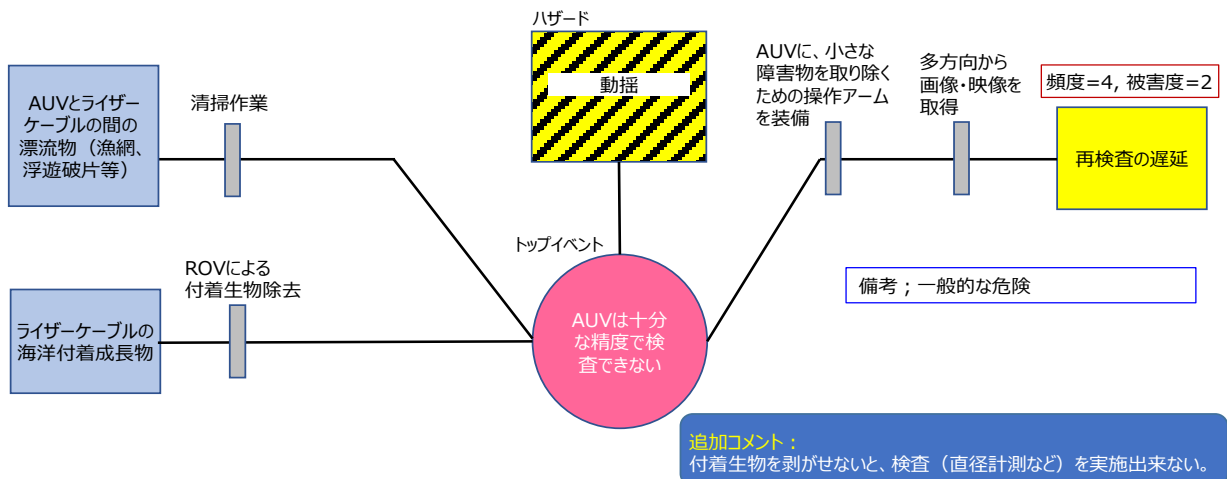 ハザード
動揺
AUVとライザー
ケーブルの間の
漂流物（漁網、
浮遊破片等）
清掃作業
AUVに、小さな
障害物を取り除く
ための操作アーム
を装備
多方向から
画像・映像を
取得
頻度=4, 被害度=2
再検査の遅延
トップイベント
AUVは十分
な精度で検
査できない
ROVによる
付着生物除去
ライザーケーブルの
海洋付着成長物
備考；一般的な危険
追加コメント：
付着生物を剥がせないと、検査（直径計測など）を実施出来ない。